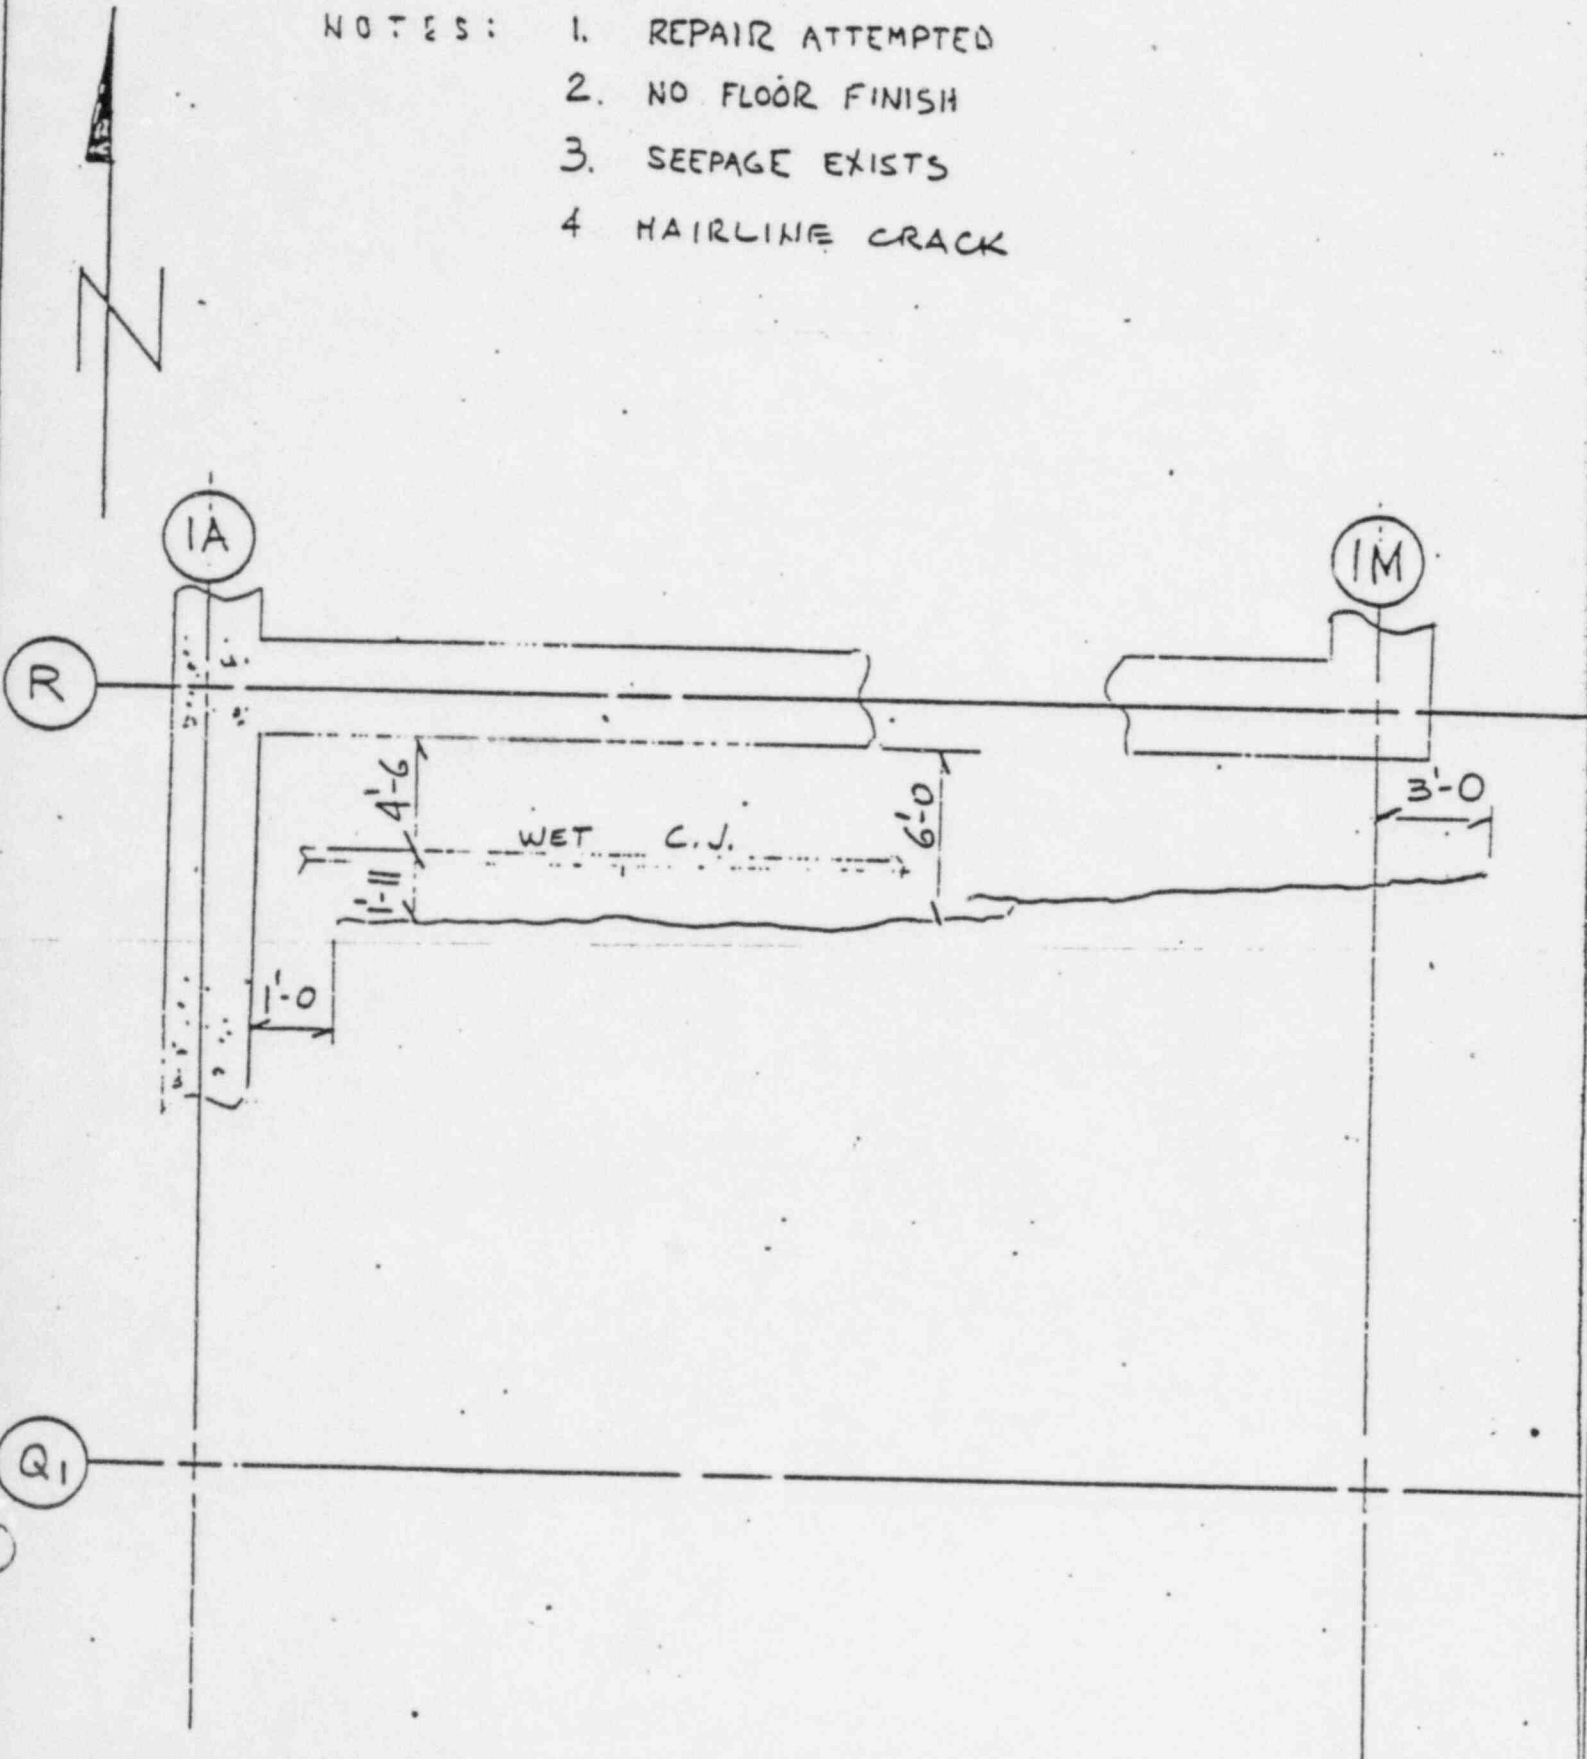 NOTES: 1. REPAIR ATTEMPTED
2. NO FLOOR FINISH
3. SEEPAGE EXISTS
4 HAIRLINE CRACK
N
1A
1M
R
4'-6
6'-0
3'-0
WET C.J.
1'-11
1'-0
Q1